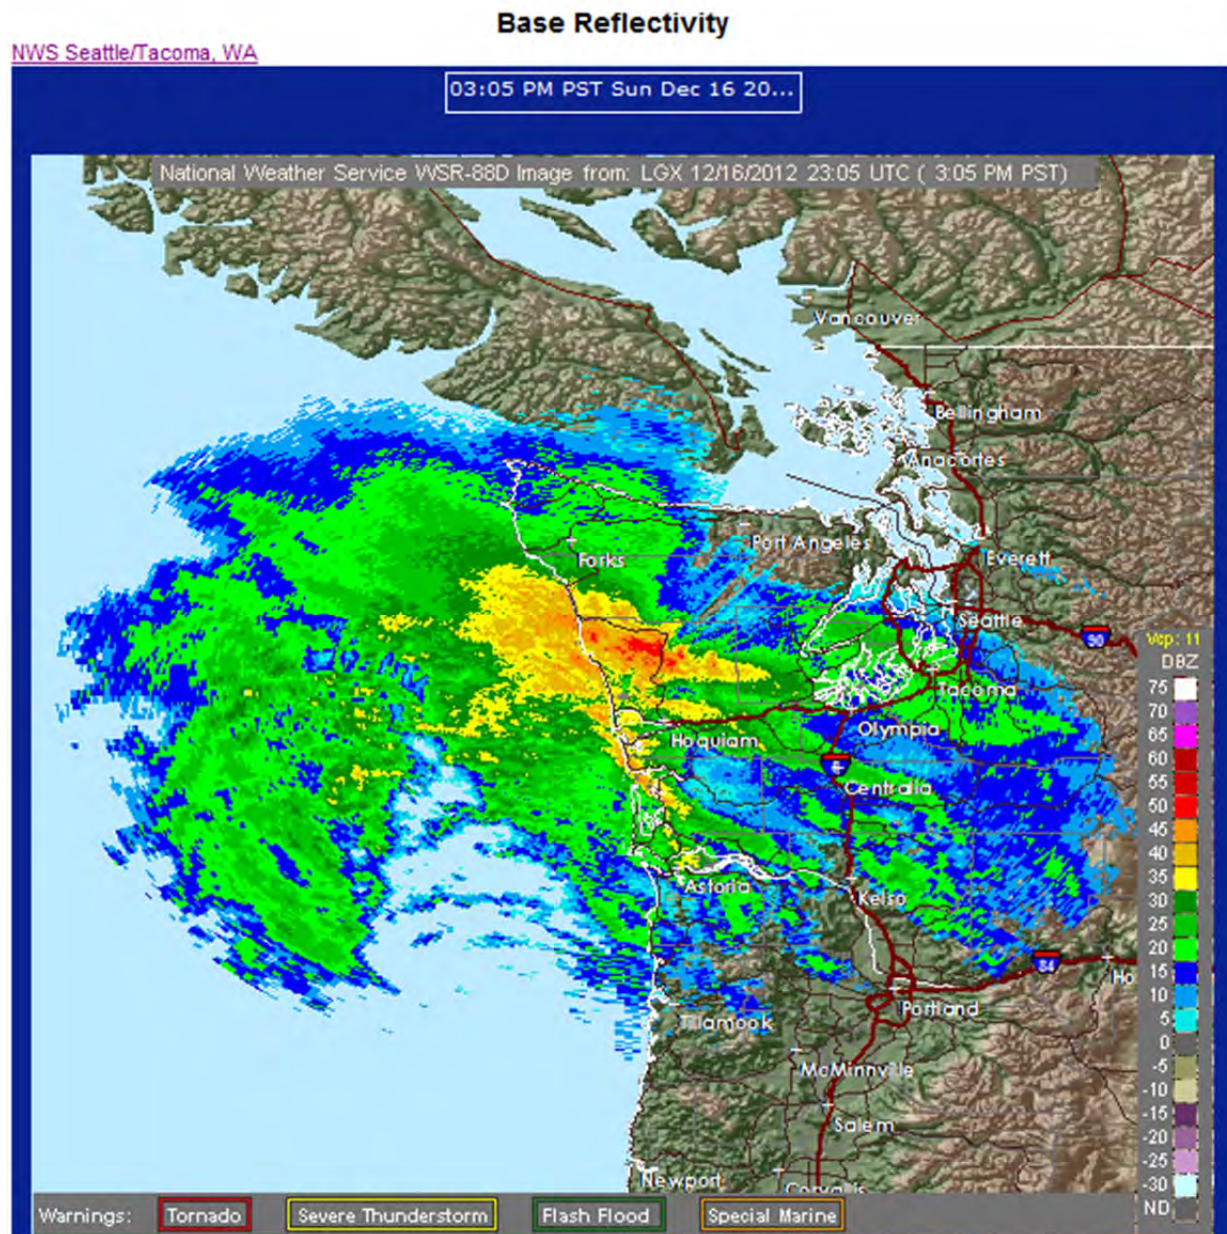 Base Reflectivity
NWS Seattle/Tacoma, WA
03:05 PM PST Sun Dec 16 20...
National Weather Service WSR-88D Image from: LGX 12/16/2012 23:05 UTC ( 3:05 PM PST)
Vancouver
Bellingham
Anacortes
Port Angeles
Forks
Everett
Seattle
90
Tacoma
Olympia
Hoquiam
Centralia
Astoria
Kelso
84
Ho
Portland
Tillamook
McMinnville
Salem
Newport
Corvallis
Vcp: 11
DBZ
75
70
65
60
55
50
45
40
35
30
25
20
15
10
5
0
-5
-10
-15
-20
-25
-30
ND
Warnings: Tornado Severe Thunderstorm Flash Flood Special Marine